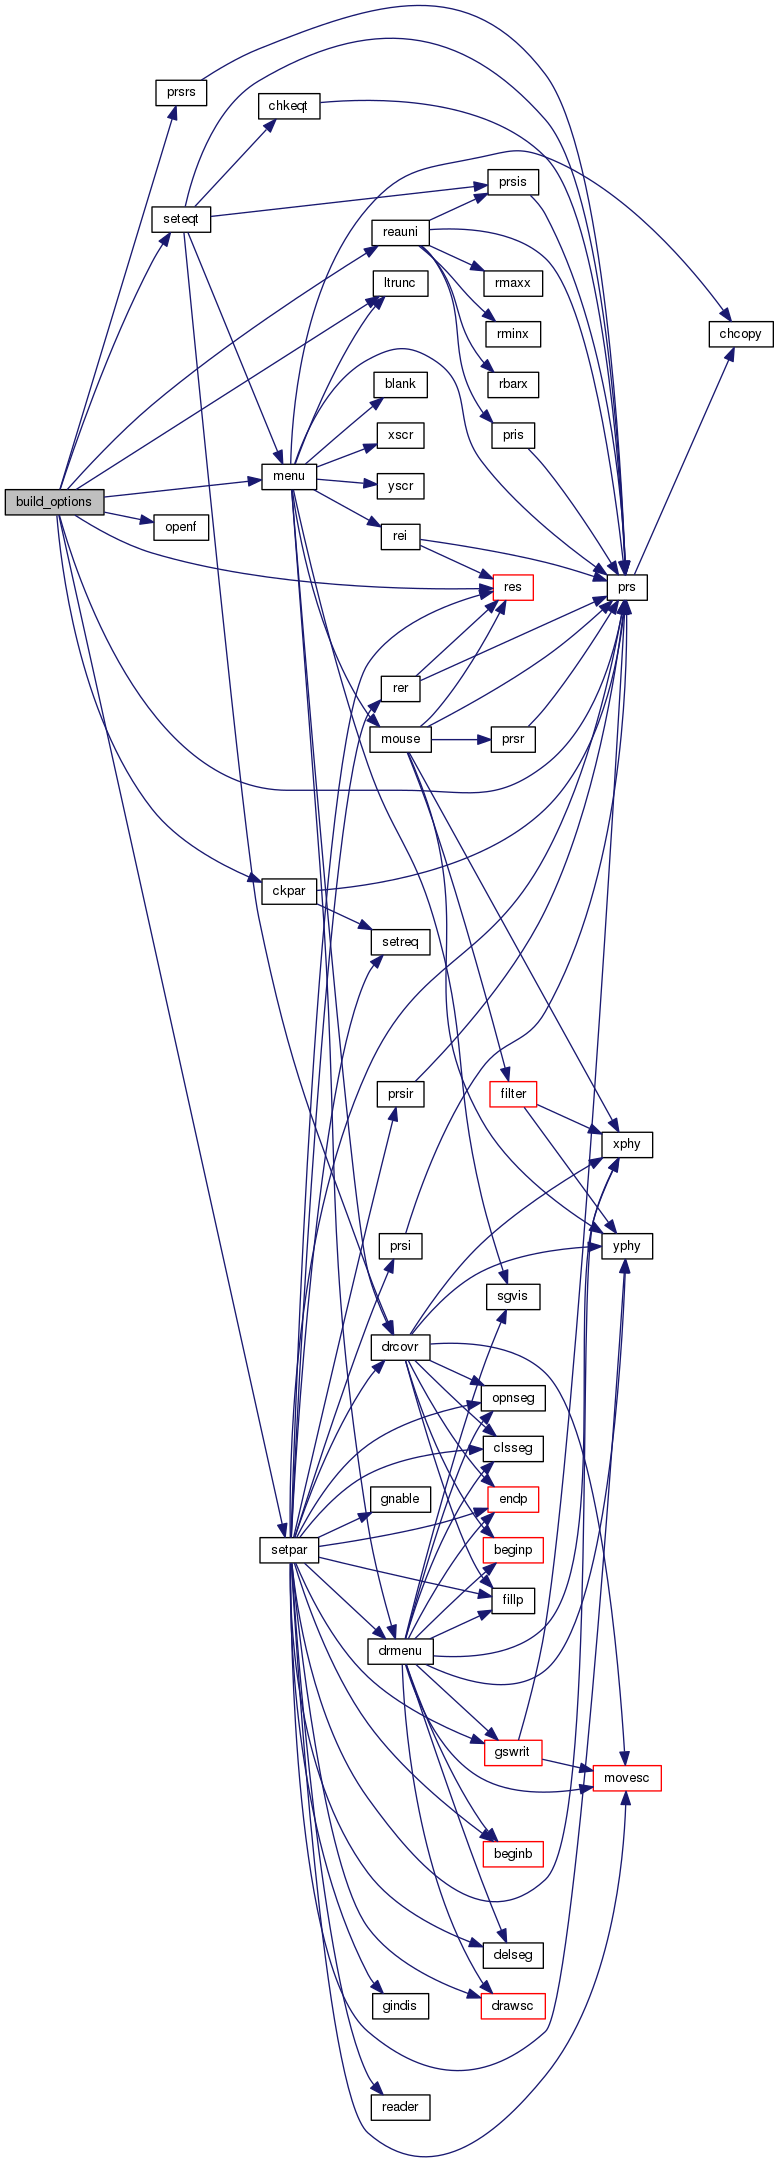 prsrs
chkeqt
prsis
seteqt
reauni
ltrunc
rmaxx
rminx
chcopy
blank
rbarx
xscr
pris
menu
yscr
build_options
openf
rei
res
prs
rer
mouse
prsr
ckpar
setreq
prsir
filter
xphy
prsi
yphy
sgvis
drcovr
opnseg
clsseg
gnable
endp
setpar
beginp
fillp
drmenu
gswrit
movesc
beginb
delseg
gindis
drawsc
reader